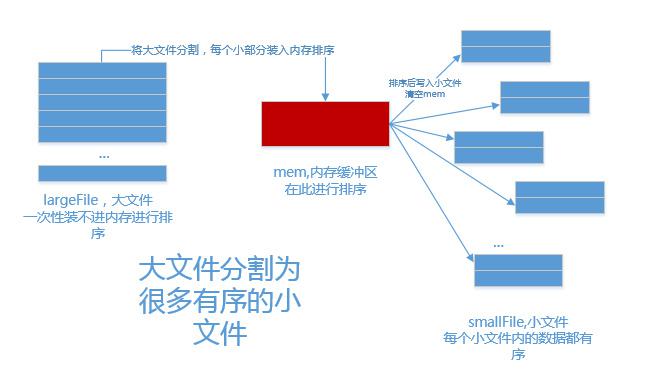 将大文件分割，每个小部分装入内存排序
排序后写入小文件
清空mem
...
largeFile，大文件
一次性装不进内存进行排
序
mem,内存缓冲区
在此进行排序
大文件分割为
很多有序的小
文件
...
smallFile,小文件
每个小文件内的数据都有
序